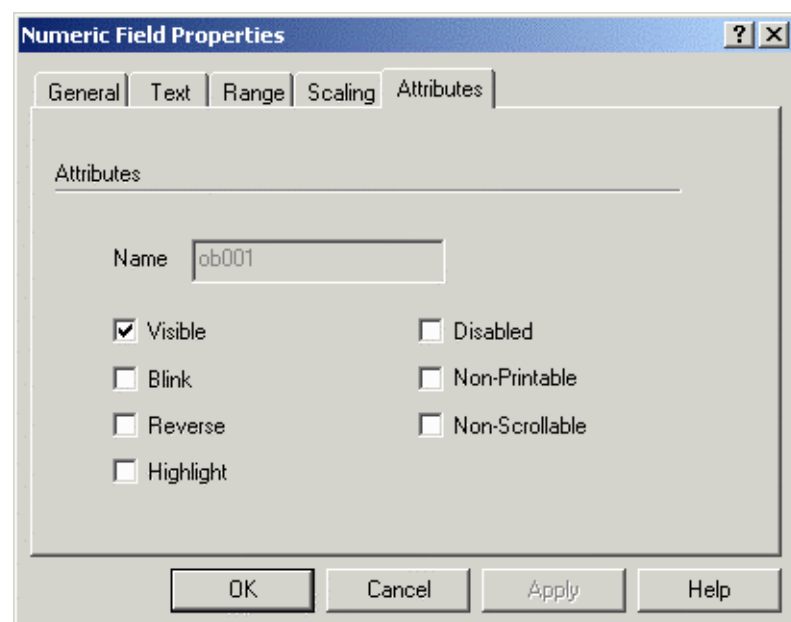 Numeric Field Properties
General Text Range Scaling Attributes
Attributes
Name ob001
Visible Disabled
Blink Non-Printable
Reverse Non-Scrollable
Highlight
OK Cancel Apply Help